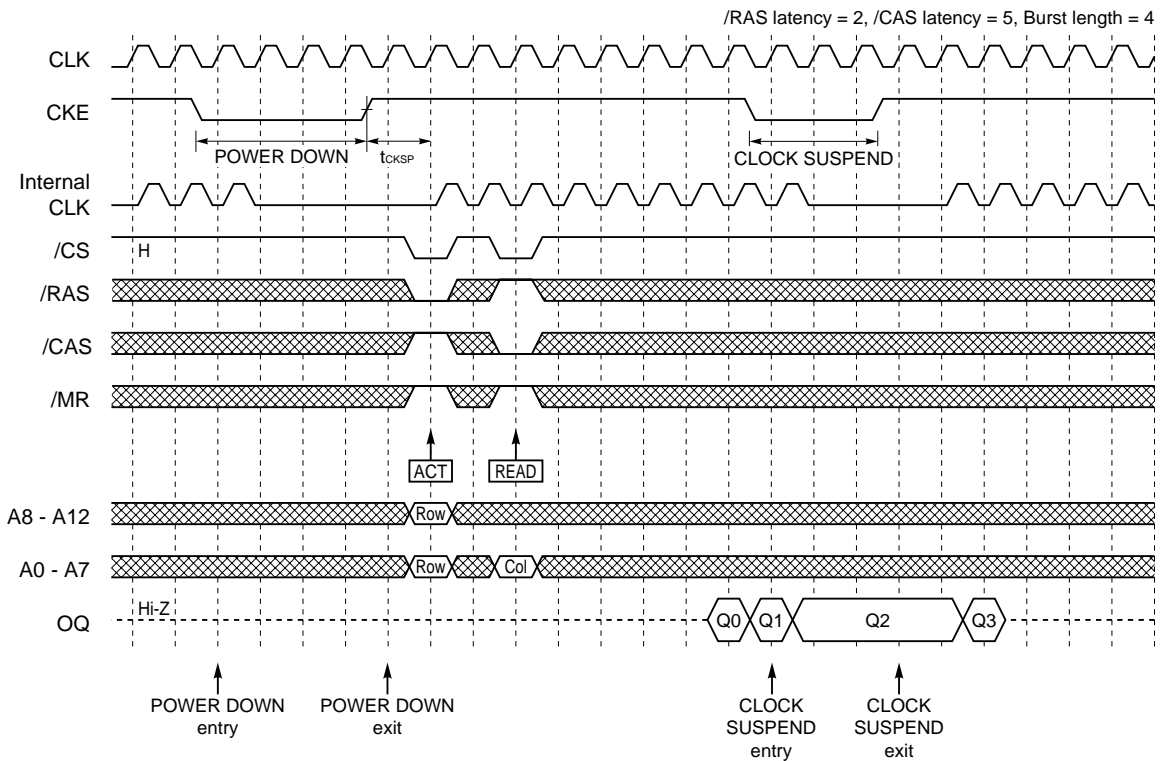 /RAS latency = 2, /CAS latency = 5, Burst length = 4
CLK
CKE
POWER DOWN
tCKSP
CLOCK SUSPEND
Internal
CLK
/CS
H
/RAS
/CAS
/MR
ACT
READ
A8 - A12
Row
A0 - A7
Row
Col
OQ
Hi-Z
Q0
Q1
Q2
Q3
POWER DOWN
entry
POWER DOWN
exit
CLOCK
SUSPEND
entry
CLOCK
SUSPEND
exit